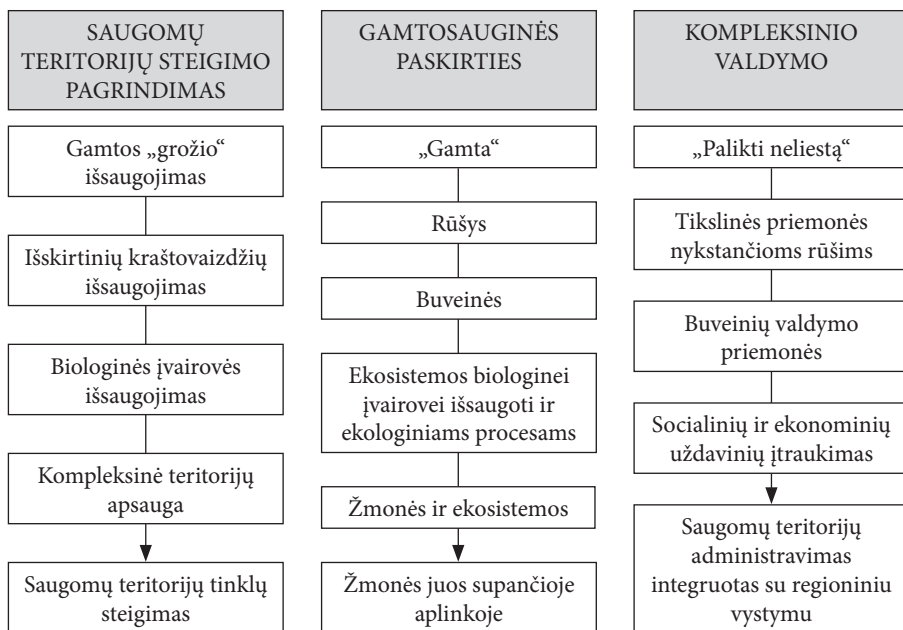 SAUGOMŲ
TERITORIJŲ STEIGIMO
PAGRINDIMAS
Gamtos „grožio“
išsaugojimas
Išskirtinių kraštovaizdžių
išsaugojimas
Biologinės įvairovės
išsaugojimas
Kompleksinė teritorijų
apsauga
Saugomų teritorijų tinklų
steigimas
GAMTOSAUGINĖS
PASKIRTIES
„Gamta“
Rūšys
Buveinės
Ekosistemos biologinei
įvairovei išsaugoti ir
ekologiniams procesams
Žmonės ir ekosistemos
Žmonės juos supančioje
aplinkoje
KOMPLEKSINIO
VALDYMO
„Palikti neliestą“
Tikslinės priemonės
nykstančioms rūšims
Buveinių valdymo
priemonės
Socialinių ir ekonominių
uždavinių įtraukimas
Saugomų teritorijų
administravimas
integruotas su regioniniu
vystymu